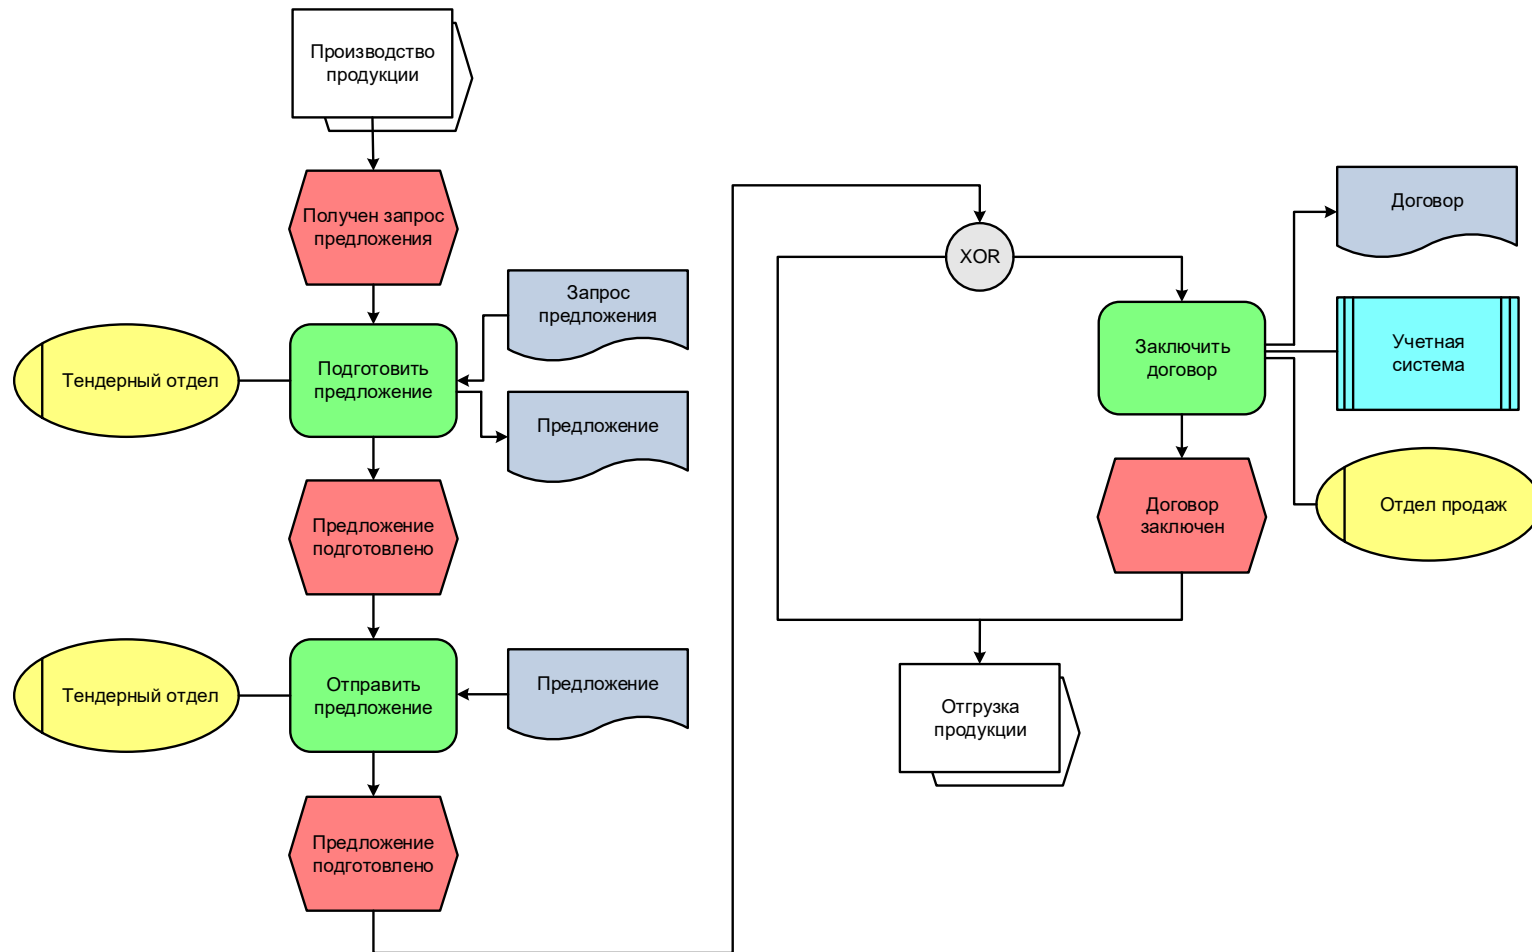 Производство
продукции
Получен запрос
предложения
Запрос
предложения
Тендерный отдел
Подготовить
предложение
Предложение
Предложение
подготовлено
Тендерный отдел
Отправить
предложение
Предложение
Предложение
подготовлено
XOR
Договор
Заключить
договор
Учетная
система
Договор
заключен
Отдел продаж
Отгрузка
продукции